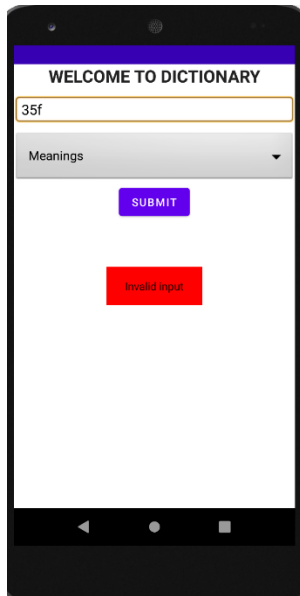 WELCOME TO DICTIONARY
35f
Meanings
SUBMIT
Invalid input